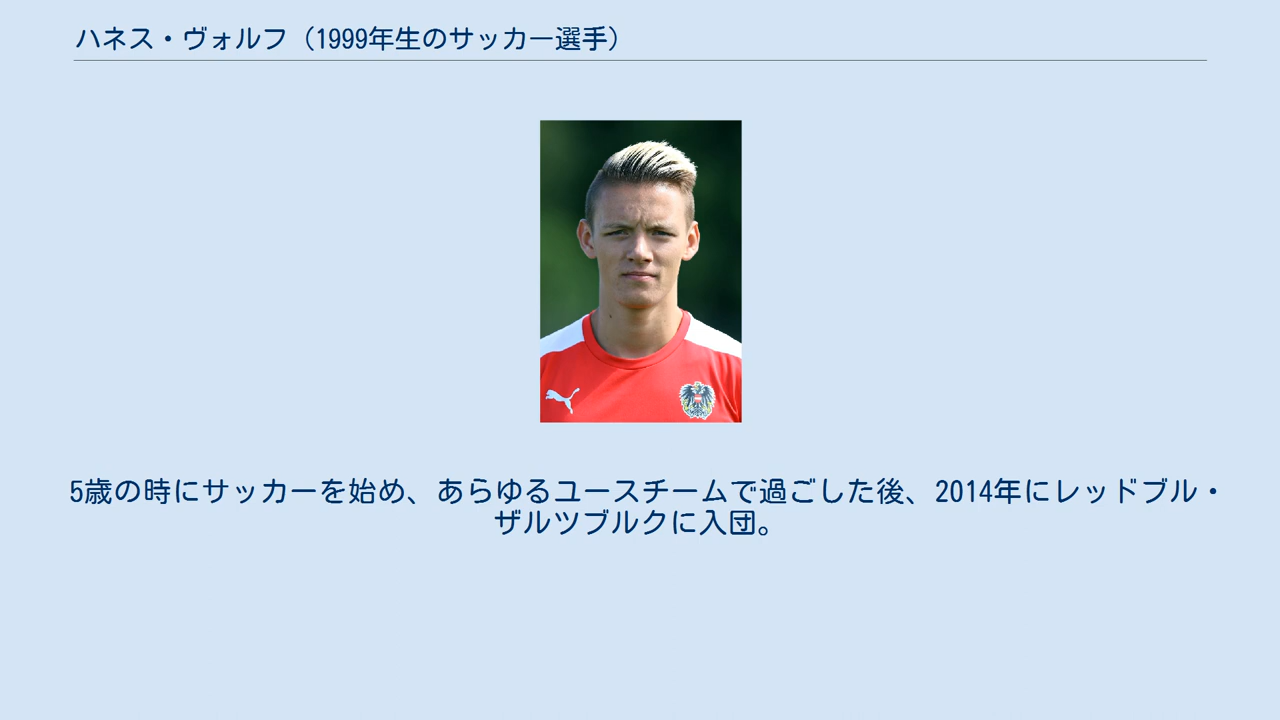 ハネス・ヴォルフ（1999年生のサッカー選手）
5歳の時にサッカーを始め、あらゆるユースチームで過ごした後、2014年にレッドブル・
ザルツブルクに入団。